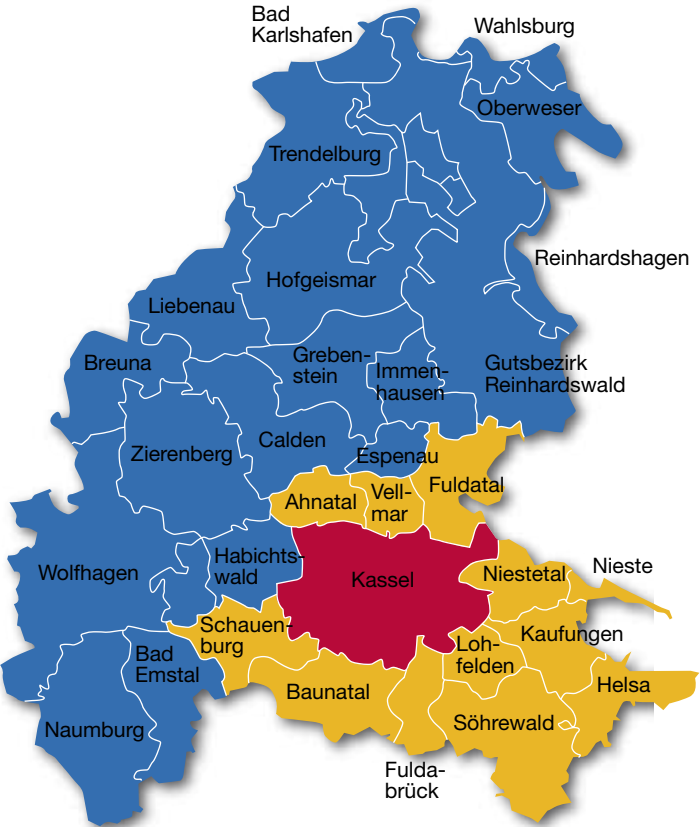 Bad
Karlshafen
Wahlsburg
Oberweser
Trendelburg
Reinhardshagen
Hofgeismar
Liebenau
Breuna
Greben-
stein
Immen-
hausen
Gutsbezirk
Reinhardswald
Calden
Zierenberg
Espenau
Fuldatal
Ahnatal
Vell-
mar
Habichts-
wald
Wolfhagen
Kassel
Niestetal
Nieste
Schauen-
burg
Kaufungen
Loh-
felden
Bad
Emstal
Baunatal
Helsa
Söhrewald
Naumburg
Fulda-
brück